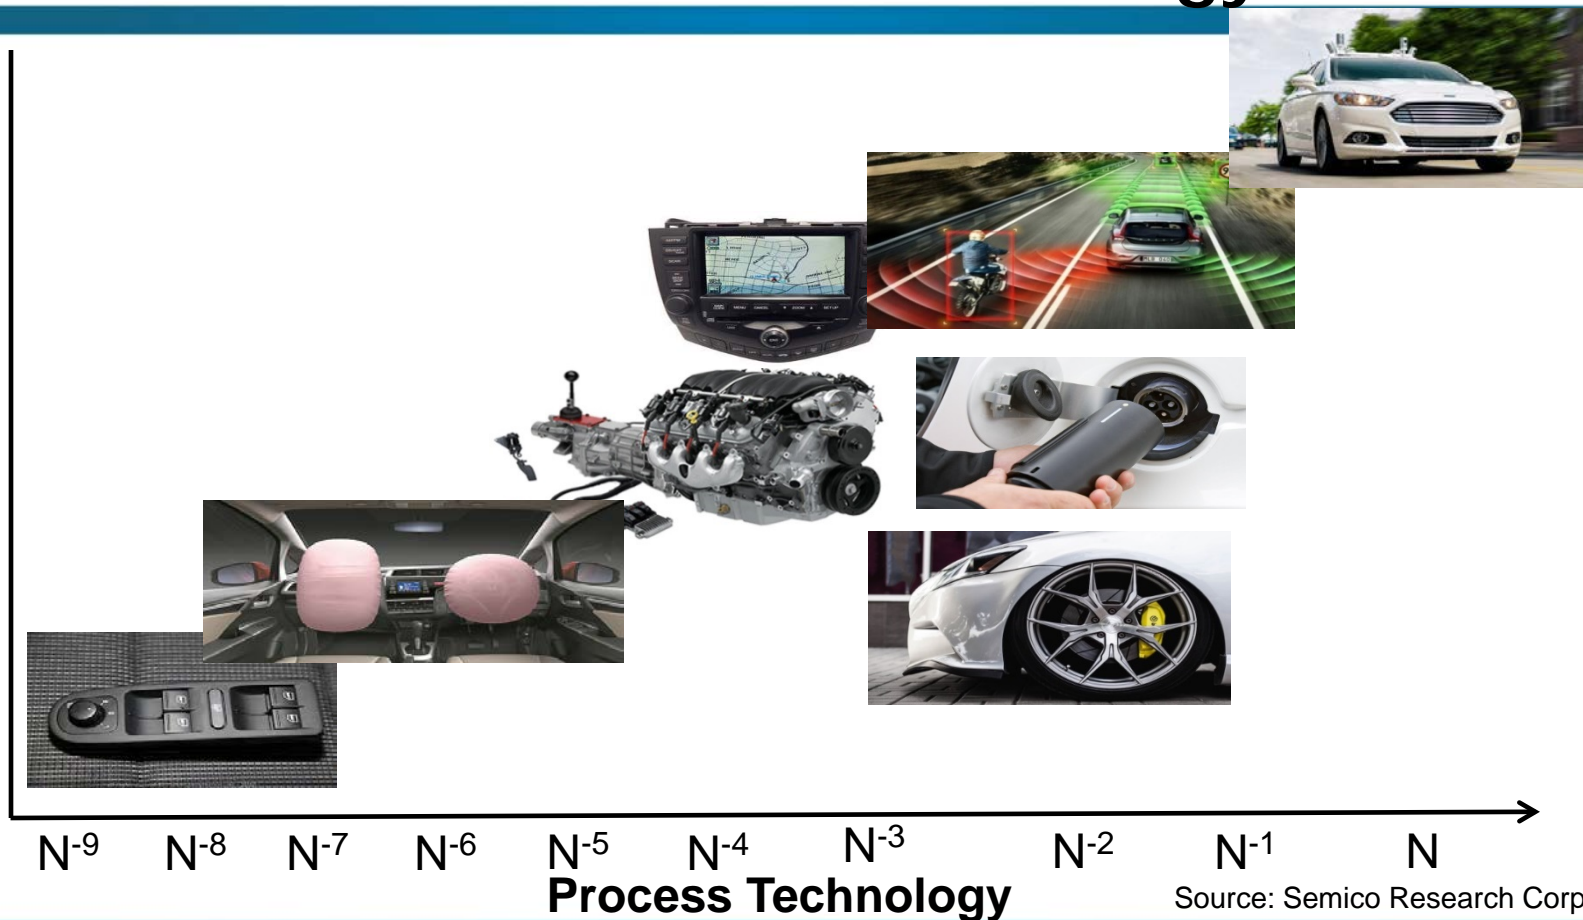 N-9 N-8 N-7 N-6 N-5 N-4 N-3 N-2 N-1 N
Process Technology
Source: Semico Research Corp